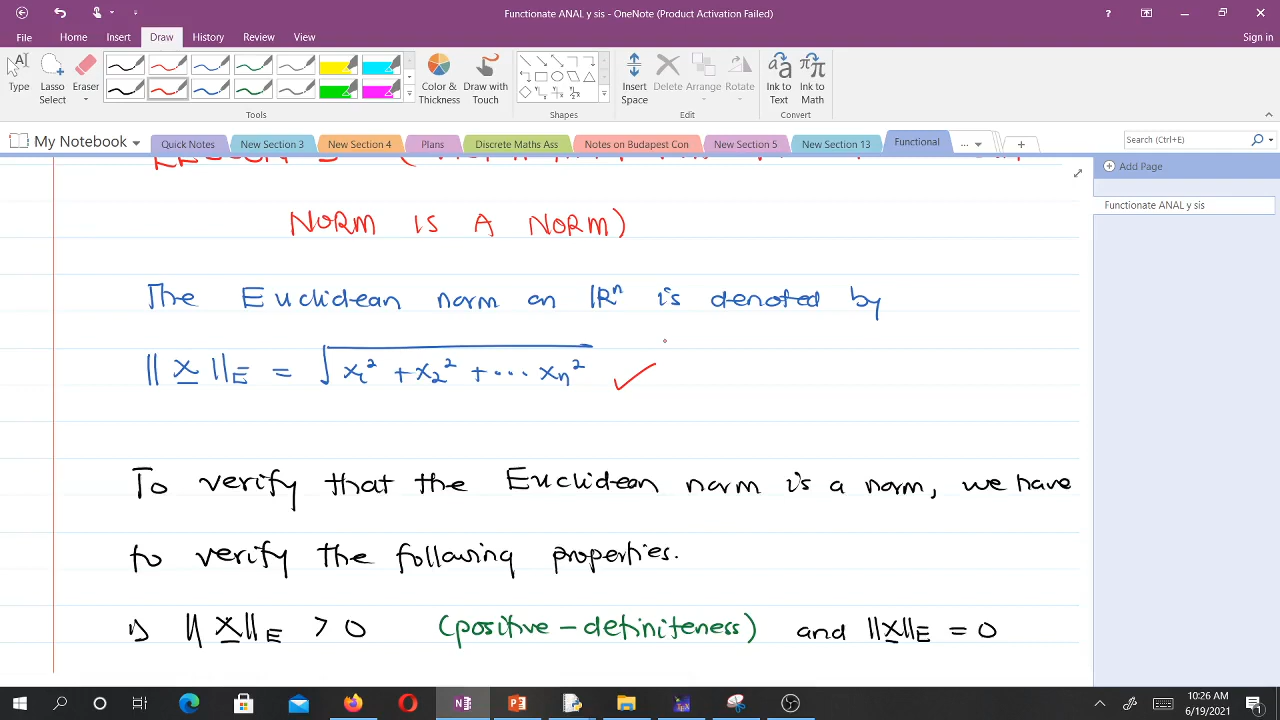 Functionate ANAL y sis - OneNote (Product Activation Failed)
Sign in
File Home Insert Draw History Review View
Type
Lasso Select
Eraser
Color & Thickness
Draw with Touch
Insert Space
Delete Arrange Rotate
Ink to Text
Ink to Math
Tools Shapes Edit Convert
My Notebook
Quick Notes New Section 3 New Section 4 Plans Discrete Maths Ass Notes on Budapest Con New Section 5 New Section 13 Functional ...
Search (Ctrl+E)
Add Page
Functionate ANAL y sis
NORM IS A NORM)
The Euclidean norm on ℝⁿ is denoted by
||x||E = √x₁² + x₂² + ... xn² ✓
To verify that the Euclidean norm is a norm, we have
to verify the following properties.
i) ||x||E > 0 (positive - definiteness) and ||x||E = 0
10:26 AM
6/19/2021